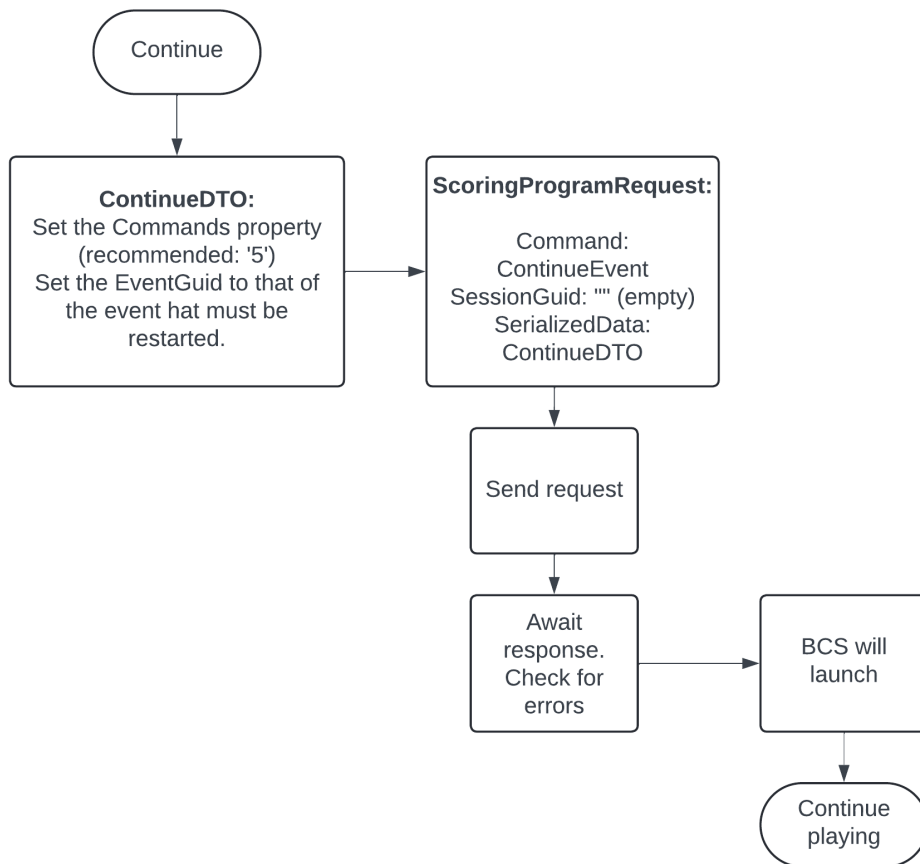 Continue
ContinueDTO:
Set the Commands property
(recommended: '5')
Set the EventGuid to that of
the event hat must be
restarted.
ScoringProgramRequest:
Command:
ContinueEvent
SessionGuid: "" (empty)
SerializedData:
ContinueDTO
Send request
Await
response.
Check for
errors
BCS will
launch
Continue
playing